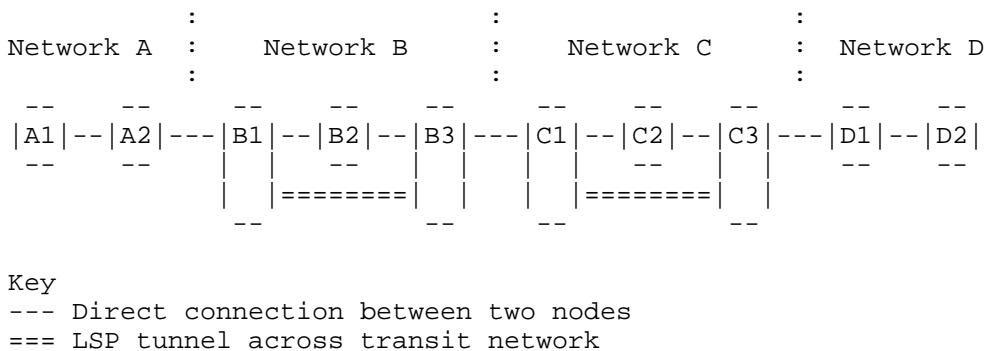 :                      :                      :
Network A  :     Network B      :     Network C      :  Network D
                :                      :                      :
 --     --      --     --     --      --     --     --      --     --
|A1|--|A2|---|B1|--|B2|--|B3|---|C1|--|C2|--|C3|---|D1|--|D2|
 --     --    |  |   --   |  |   |  |   --   |  |    --     --
              |  |========|  |   |  |========|  |
               --          --     --          --
Key
--- Direct connection between two nodes
=== LSP tunnel across transit network